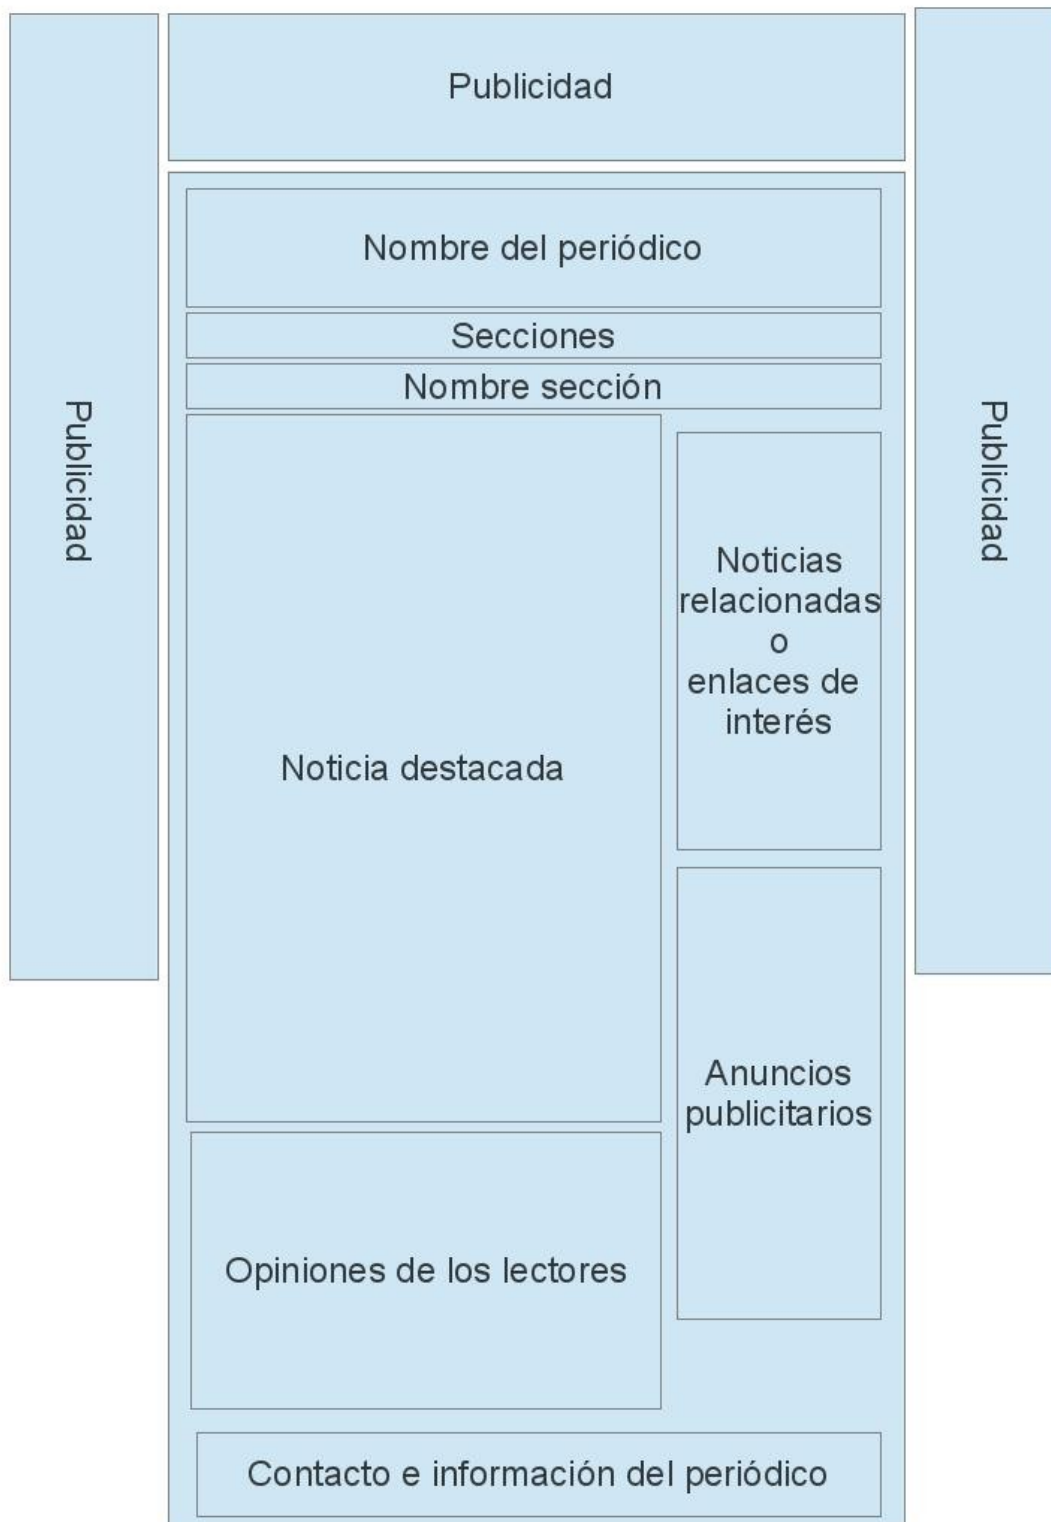 Publicidad
Nombre del periódico
Secciones
Nombre sección
Publicidad
Publicidad
Noticias
relacionadas
o
enlaces de
interés
Noticia destacada
Anuncios
publicitarios
Opiniones de los lectores
Contacto e información del periódico